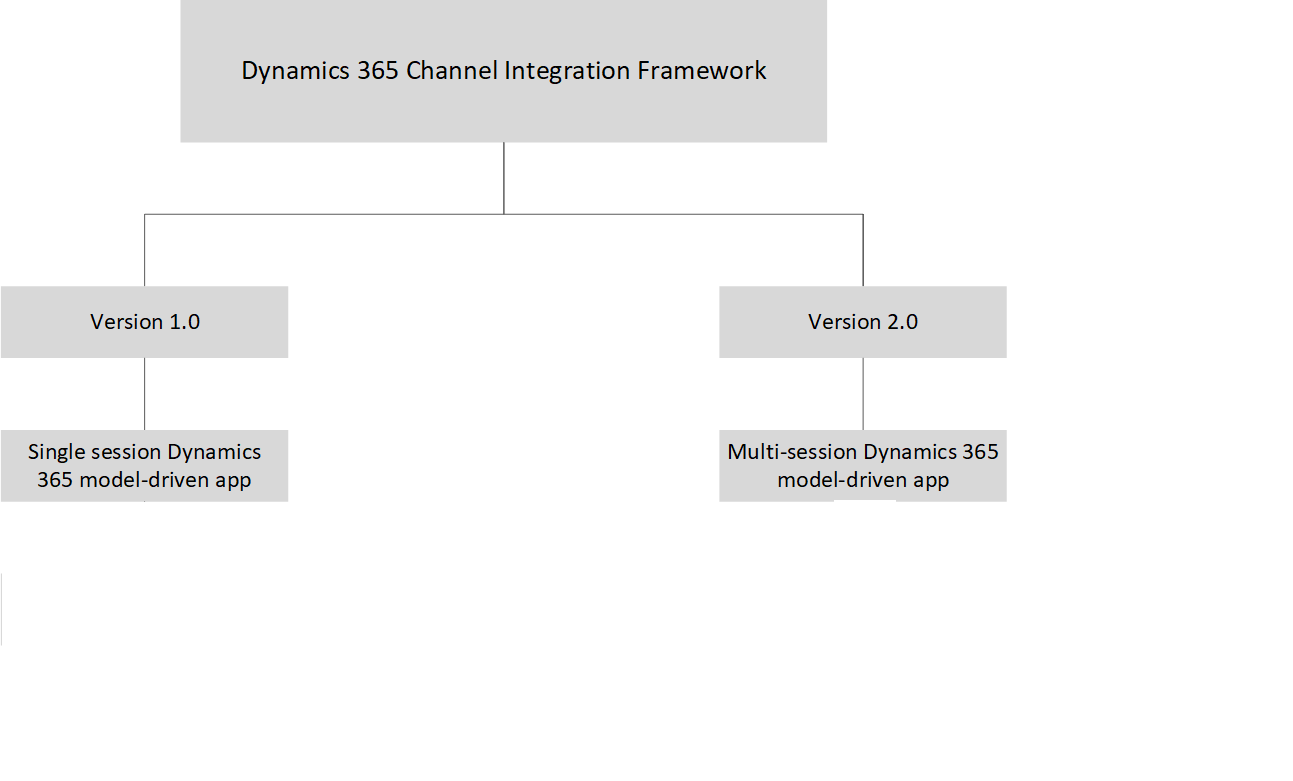 Dynamics 365 Channel Integration Framework
Version 1.0
Version 2.0
Single session Dynamics
365 model-driven app
Multi-session Dynamics 365
model-driven app